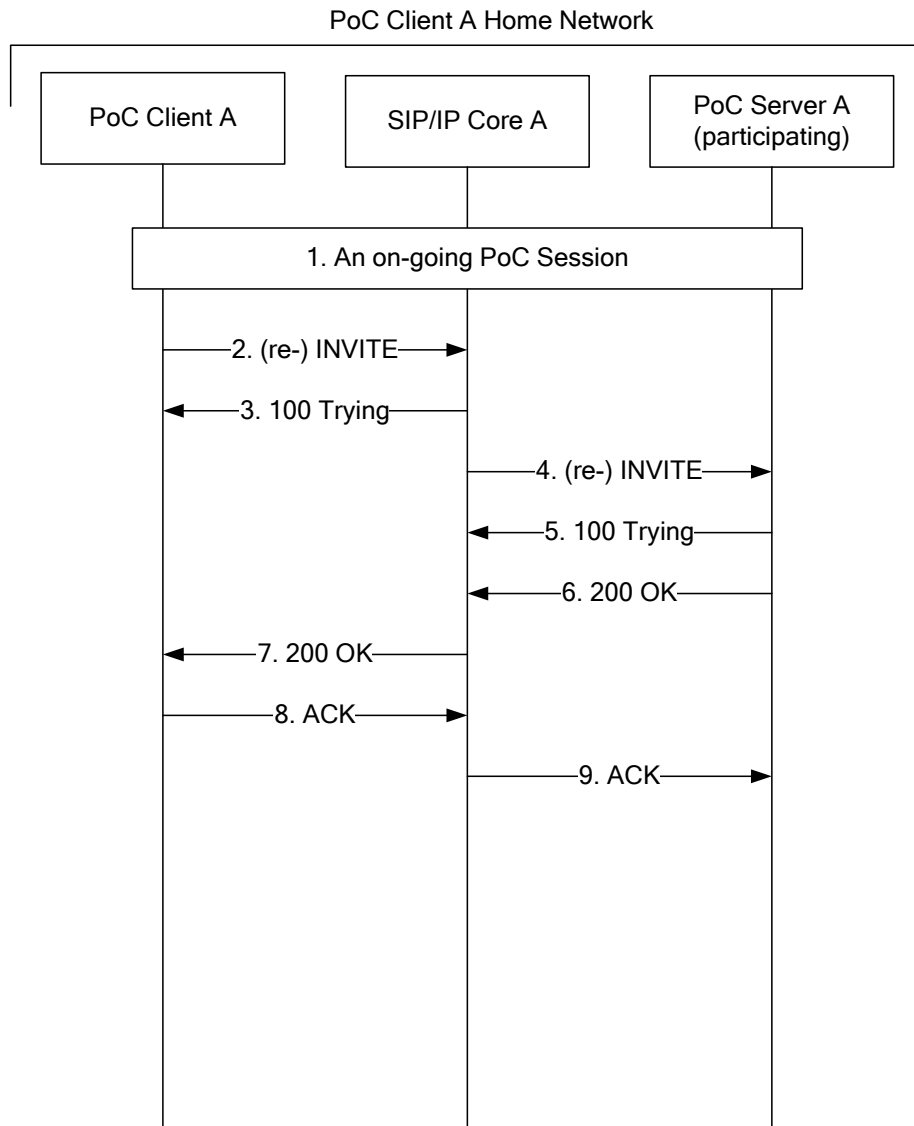 PoC Client A Home Network
PoC Client A
SIP/IP Core A
PoC Server A
(participating)
1. An on-going PoC Session
2. (re-) INVITE
3. 100 Trying
4. (re-) INVITE
5. 100 Trying
6. 200 OK
7. 200 OK
8. ACK
9. ACK